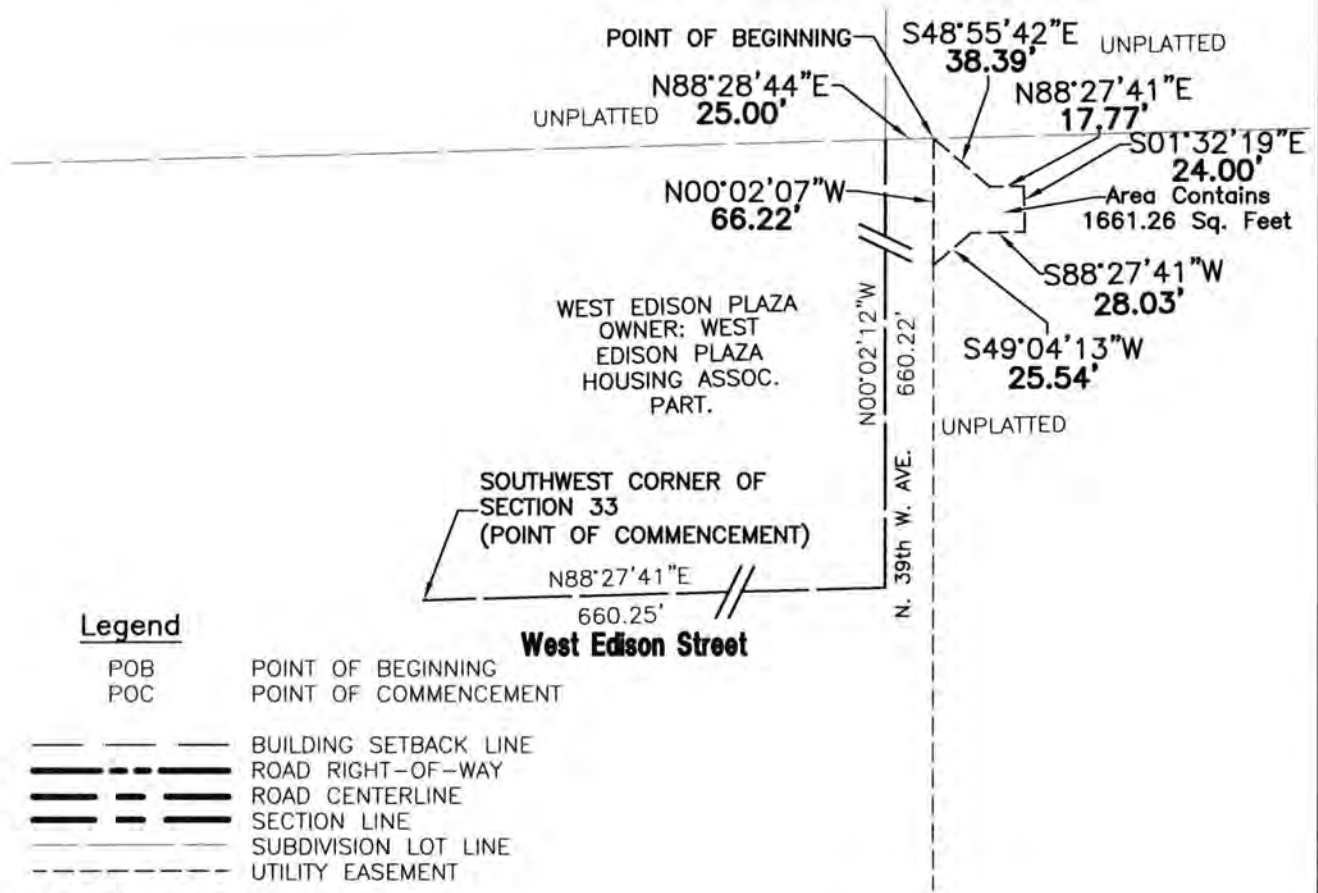 POINT OF BEGINNING
S48°55'42"E
38.39'
UNPLATTED
N88°28'44"E
25.00'
UNPLATTED
N88°27'41"E
17.77'
S01°32'19"E
24.00'
N00°02'07"W
66.22'
Area Contains
1661.26 Sq. Feet
S88°27'41"W
28.03'
S49°04'13"W
25.54'
WEST EDISON PLAZA
OWNER: WEST
EDISON PLAZA
HOUSING ASSOC.
PART.
N00°02'12"W
660.22'
UNPLATTED
N. 39th W. AVE.
SOUTHWEST CORNER OF
SECTION 33
(POINT OF COMMENCEMENT)
N88°27'41"E
660.25'
West Edison Street
Legend
POB POINT OF BEGINNING
POC POINT OF COMMENCEMENT
BUILDING SETBACK LINE
ROAD RIGHT-OF-WAY
ROAD CENTERLINE
SECTION LINE
SUBDIVISION LOT LINE
UTILITY EASEMENT